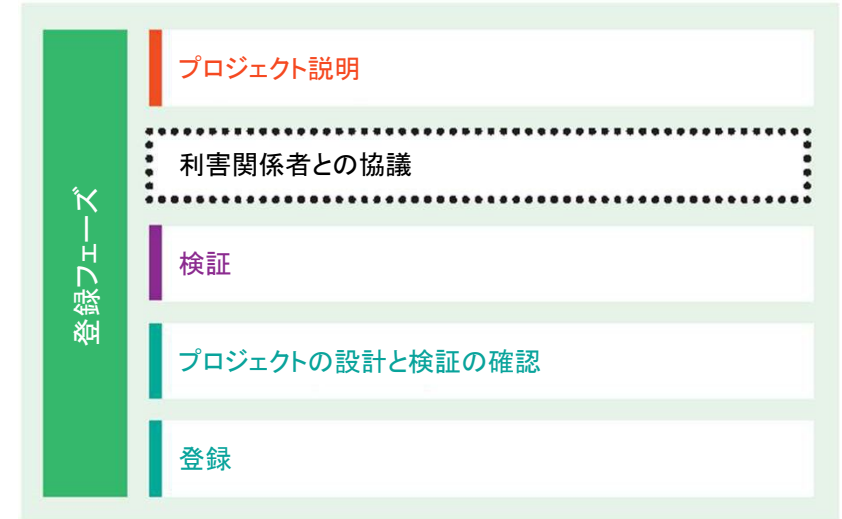 登録フェーズ
プロジェクト説明
利害関係者との協議
検証
プロジェクトの設計と検証の確認
登録